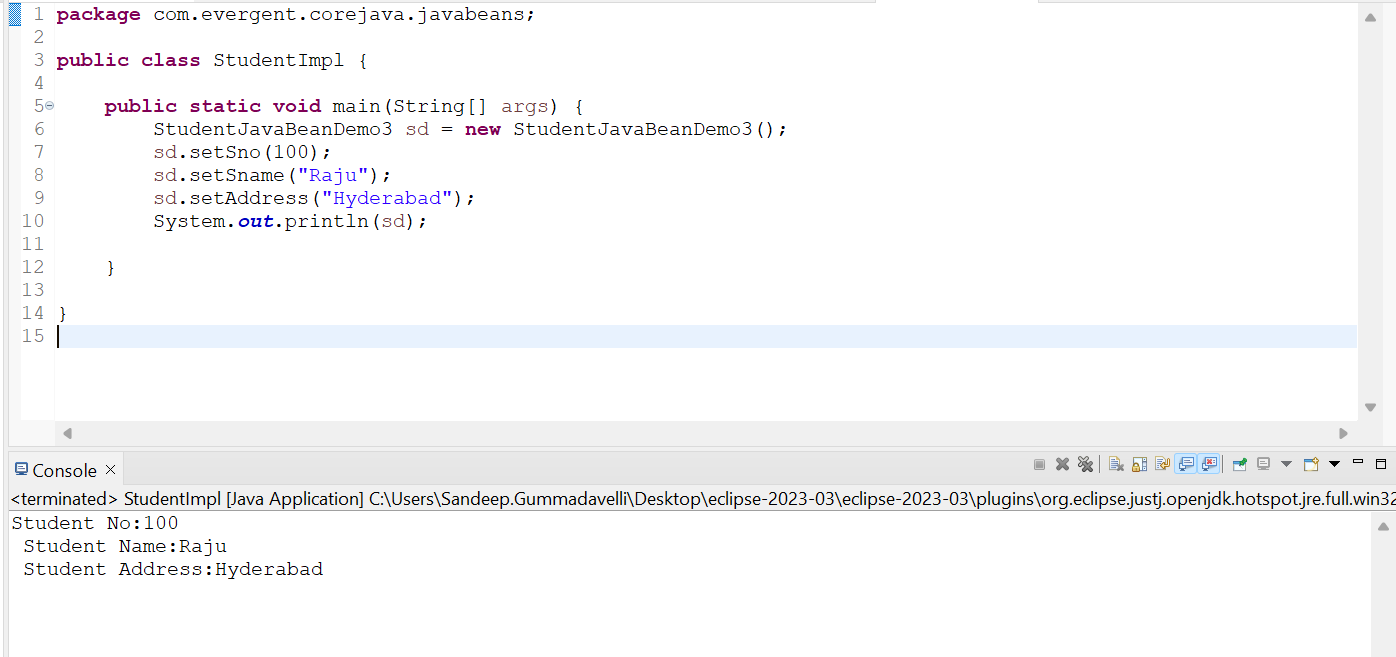 1 package com.evergent.corejava.javabeans;
2
3 public class StudentImpl {
4
5 public static void main(String[] args) {
6 StudentJavaBeanDemo3 sd = new StudentJavaBeanDemo3();
7 sd.setSno(100);
8 sd.setSname("Raju");
9 sd.setAddress("Hyderabad");
10 System.out.println(sd);
11
12 }
13
14 }
15
Console
<terminated> StudentImpl [Java Application] C:\Users\Sandeep.Gummadavelli\Desktop\eclipse-2023-03\eclipse-2023-03\plugins\org.eclipse.justj.openjdk.hotspot.jre.full.win32
Student No:100
Student Name:Raju
Student Address:Hyderabad